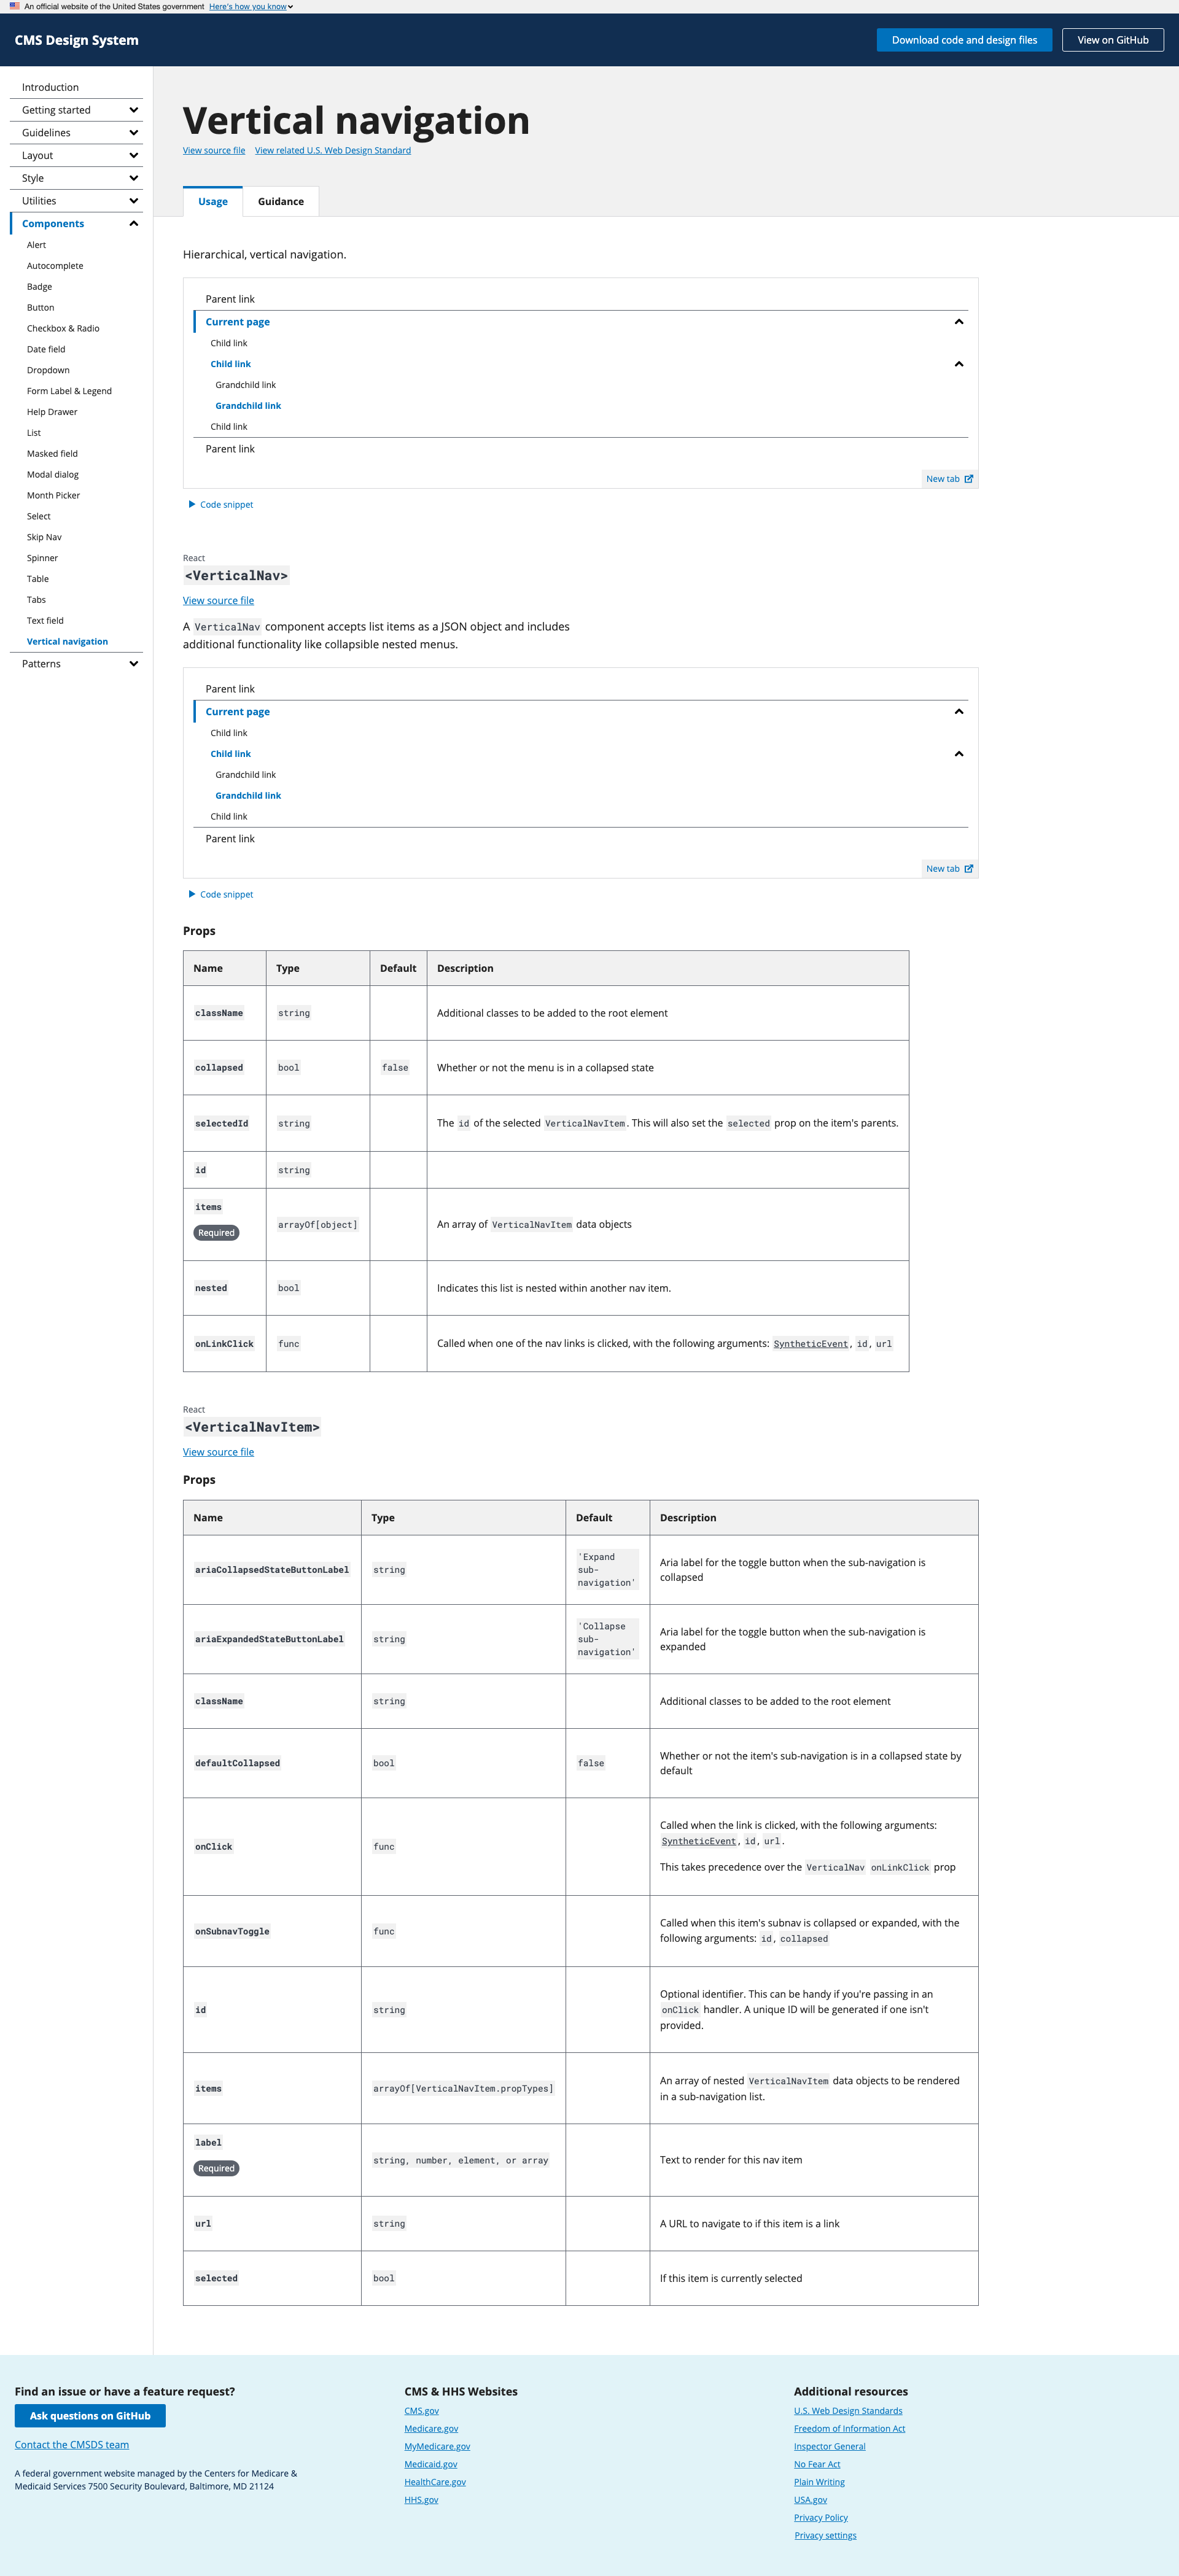 An official website of the United States government Here's how you know
CMS Design System
Download code and design files
View on GitHub
Introduction
Getting started
Guidelines
Layout
Style
Utilities
Components
Alert
Autocomplete
Badge
Button
Checkbox & Radio
Date field
Dropdown
Form Label & Legend
Help Drawer
List
Masked field
Modal dialog
Month Picker
Select
Skip Nav
Spinner
Table
Tabs
Text field
Vertical navigation
Patterns
Vertical navigation
View source file View related U.S. Web Design Standard
Usage Guidance
Hierarchical, vertical navigation.
Parent link
Current page
Child link
Child link
Grandchild link
Grandchild link
Child link
Parent link
New tab
Code snippet
React
<VerticalNav>
View source file
A VerticalNav component accepts list items as a JSON object and includes
additional functionality like collapsible nested menus.
Parent link
Current page
Child link
Child link
Grandchild link
Grandchild link
Child link
Parent link
New tab
Code snippet
Props
Name Type Default Description
className string Additional classes to be added to the root element
collapsed bool false Whether or not the menu is in a collapsed state
selectedId string The id of the selected VerticalNavItem. This will also set the selected prop on the item's parents.
id string
items
Required
arrayOf[object] An array of VerticalNavItem data objects
nested bool Indicates this list is nested within another nav item.
onLinkClick func Called when one of the nav links is clicked, with the following arguments: SyntheticEvent, id, url
React
<VerticalNavItem>
View source file
Props
Name Type Default Description
ariaCollapsedStateButtonLabel string
'Expand
sub-
navigation'
Aria label for the toggle button when the sub-navigation is
collapsed
ariaExpandedStateButtonLabel string
'Collapse
sub-
navigation'
Aria label for the toggle button when the sub-navigation is
expanded
className string Additional classes to be added to the root element
defaultCollapsed bool false
Whether or not the item's sub-navigation is in a collapsed state by
default
onClick func
Called when the link is clicked, with the following arguments:
SyntheticEvent, id, url.
This takes precedence over the VerticalNav onLinkClick prop
onSubnavToggle func
Called when this item's subnav is collapsed or expanded, with the
following arguments: id, collapsed
id string
Optional identifier. This can be handy if you're passing in an
onClick handler. A unique ID will be generated if one isn't
provided.
items arrayOf[VerticalNavItem.propTypes]
An array of nested VerticalNavItem data objects to be rendered
in a sub-navigation list.
label
Required
string, number, element, or array Text to render for this nav item
url string A URL to navigate to if this item is a link
selected bool If this item is currently selected
Find an issue or have a feature request?
Ask questions on GitHub
Contact the CMSDS team
A federal government website managed by the Centers for Medicare &
Medicaid Services 7500 Security Boulevard, Baltimore, MD 21124
CMS & HHS Websites
CMS.gov
Medicare.gov
MyMedicare.gov
Medicaid.gov
HealthCare.gov
HHS.gov
Additional resources
U.S. Web Design Standards
Freedom of Information Act
Inspector General
No Fear Act
Plain Writing
USA.gov
Privacy Policy
Privacy settings